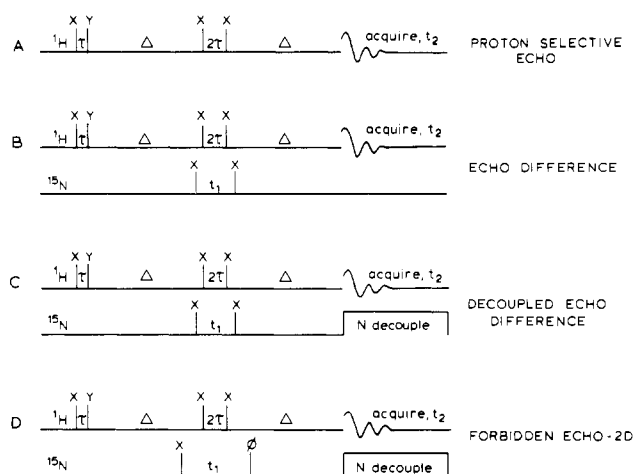 X Y X X
A ¹H τ Δ 2τ Δ acquire, t₂ PROTON SELECTIVE
ECHO
X Y X X
B ¹H τ Δ 2τ Δ acquire, t₂
X X
ECHO DIFFERENCE
¹⁵N t₁
X Y X X
C ¹H τ Δ 2τ Δ acquire, t₂
X X
DECOUPLED ECHO
DIFFERENCE
¹⁵N t₁ N decouple
X Y X X
D ¹H τ Δ 2τ Δ acquire, t₂
X Ø
FORBIDDEN ECHO-2D
¹⁵N t₁ N decouple